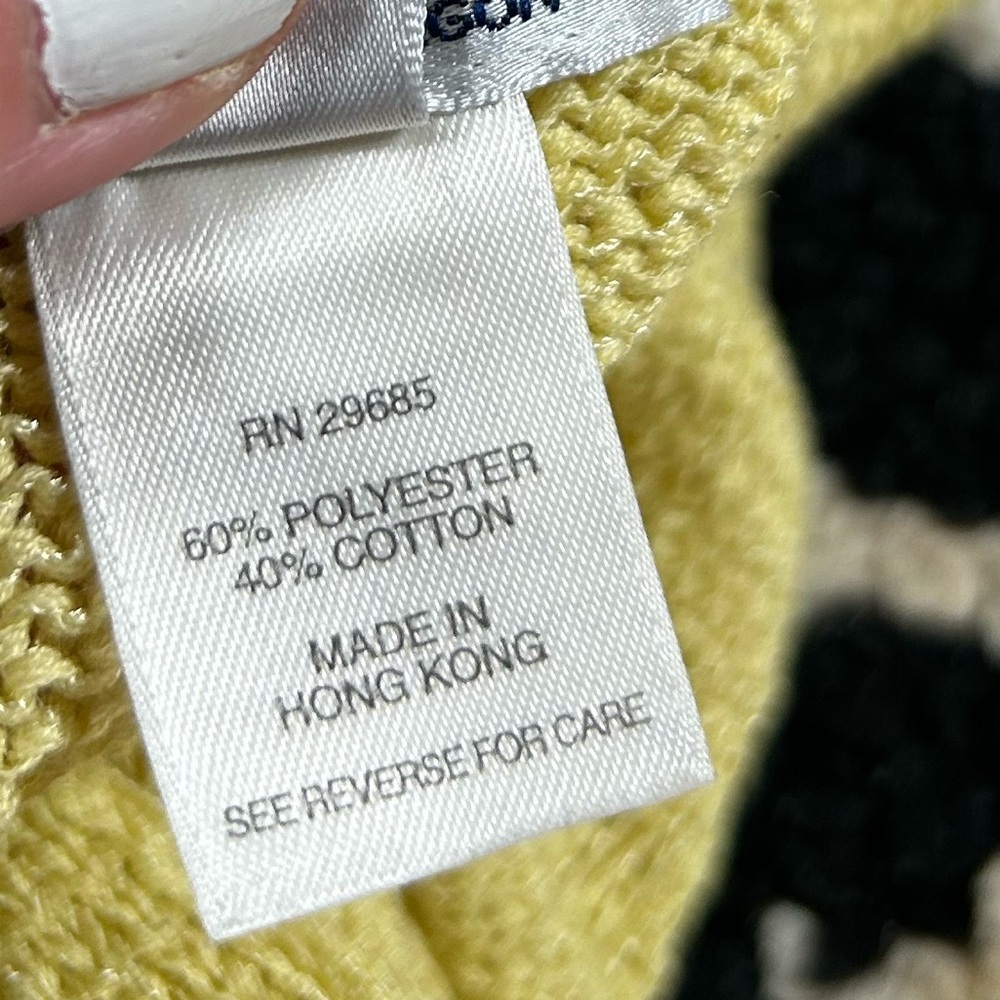 RN 29685
60% POLYESTER
40% COTTON
MADE IN
HONG KONG
SEE REVERSE FOR CARE